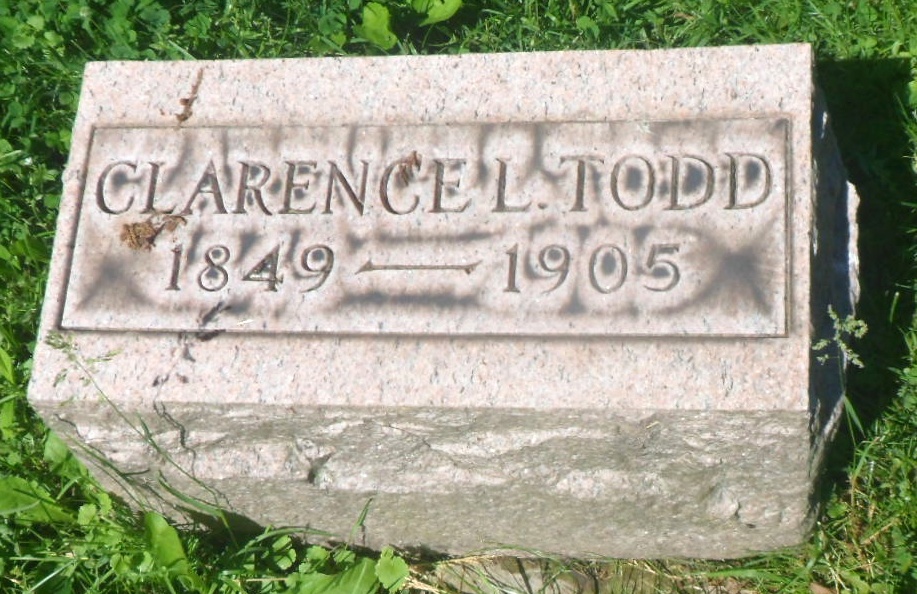 CLARENCE L. TODD
1849 — 1905